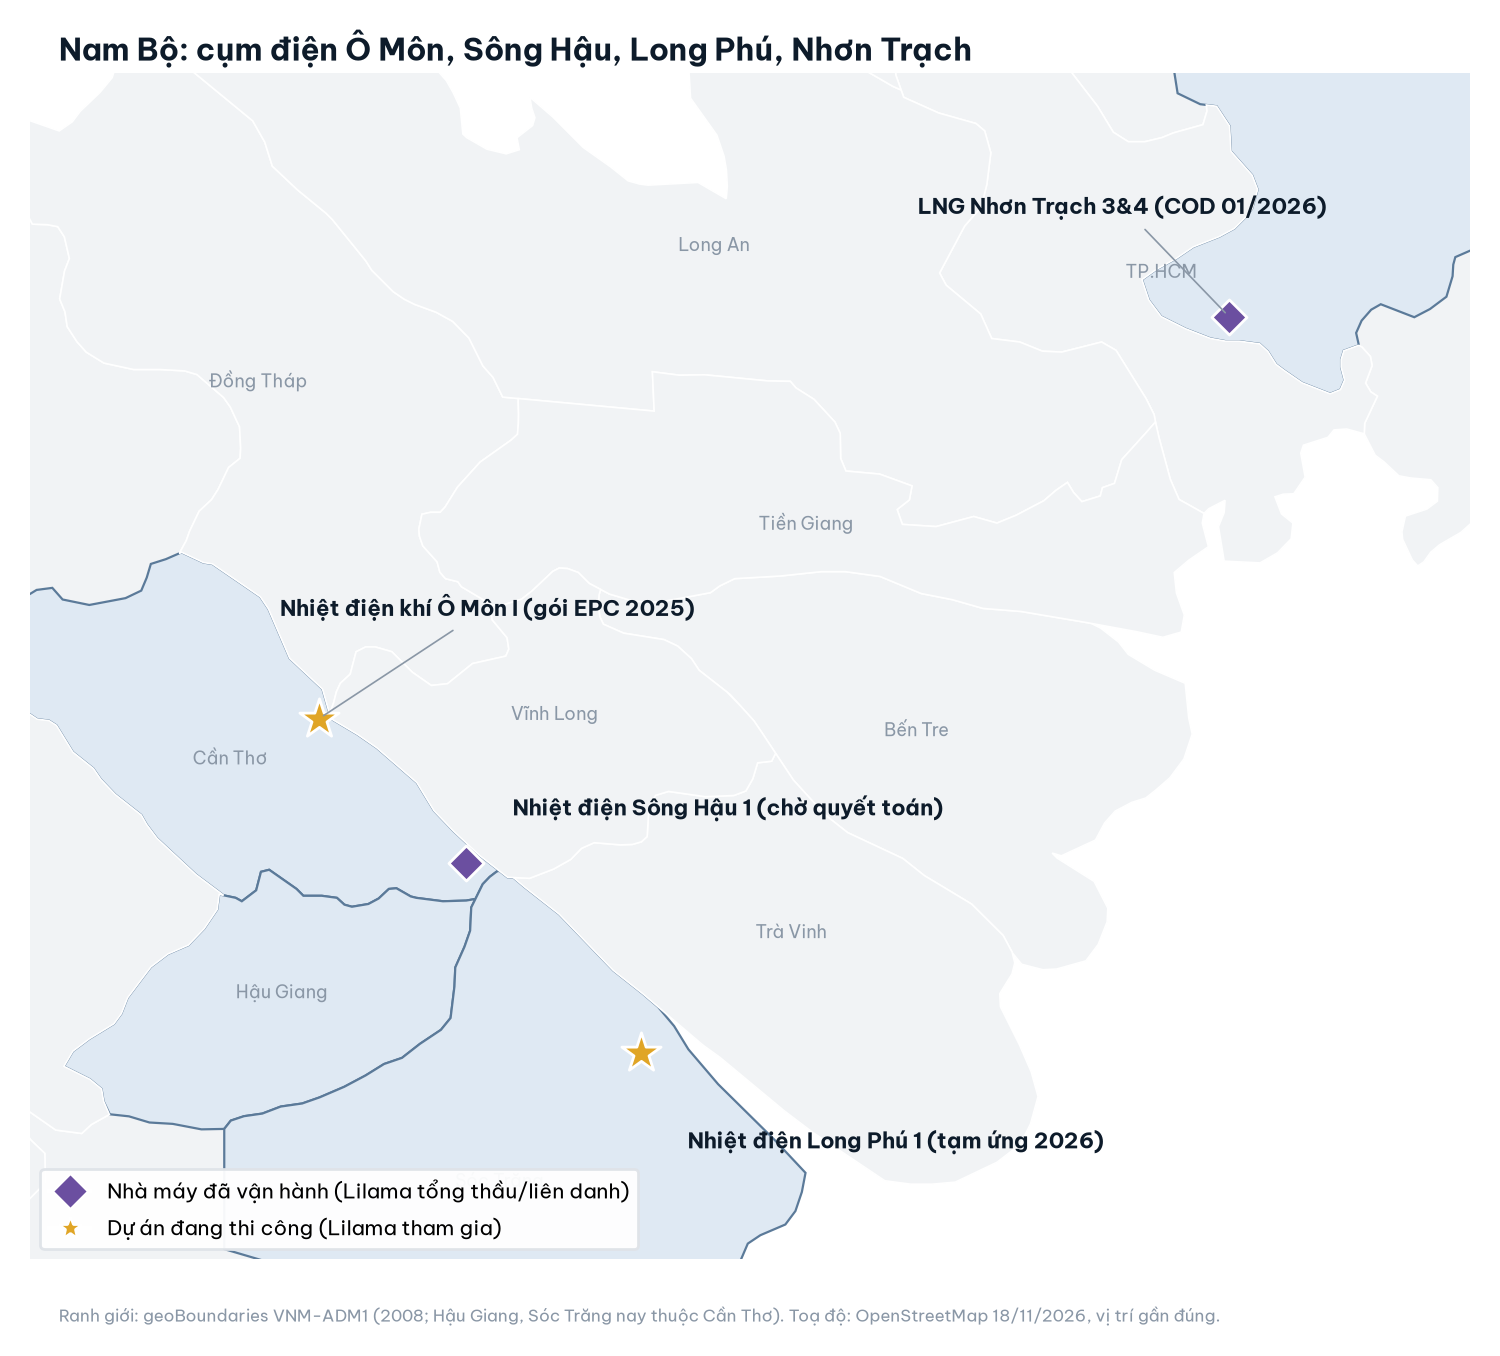 Nam Bộ: cụm điện Ô Môn, Sông Hậu, Long Phú, Nhơn Trạch
LNG Nhơn Trạch 3&4 (COD 01/2026)
Long An
TP.HCM
Đồng Tháp
Tiền Giang
Nhiệt điện khí Ô Môn I (gói EPC 2025)
Vĩnh Long
Bến Tre
Cần Thơ
Nhiệt điện Sông Hậu 1 (chờ quyết toán)
Trà Vinh
Hậu Giang
Nhiệt điện Long Phú 1 (tạm ứng 2026)
Nhà máy đã vận hành (Lilama tổng thầu/liên danh)
Dự án đang thi công (Lilama tham gia)
Ranh giới: geoBoundaries VNM-ADM1 (2008; Hậu Giang, Sóc Trăng nay thuộc Cần Thơ). Toạ độ: OpenStreetMap 18/11/2026, vị trí gần đúng.